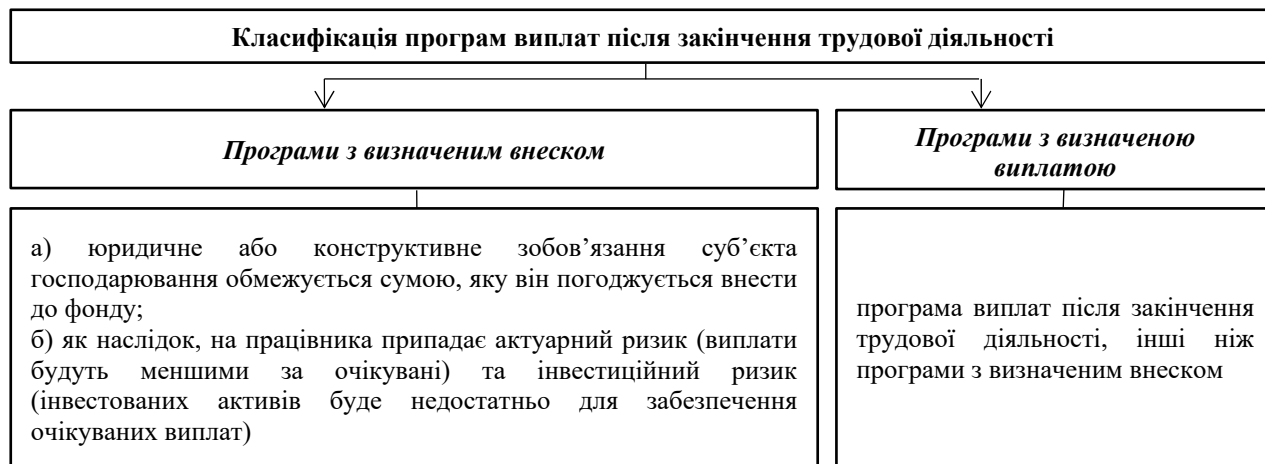 Класифікація програм виплат після закінчення трудової діяльності
Програми з визначеним внеском
Програми з визначеною
виплатою
а) юридичне або конструктивне зобов’язання суб’єкта
господарювання обмежується сумою, яку він погоджується внести
до фонду;
б) як наслідок, на працівника припадає актуарний ризик (виплати
будуть меншими за очікувані) та інвестиційний ризик
(інвестованих активів буде недостатньо для забезпечення
очікуваних виплат)
програма виплат після закінчення
трудової діяльності, інші ніж
програми з визначеним внеском